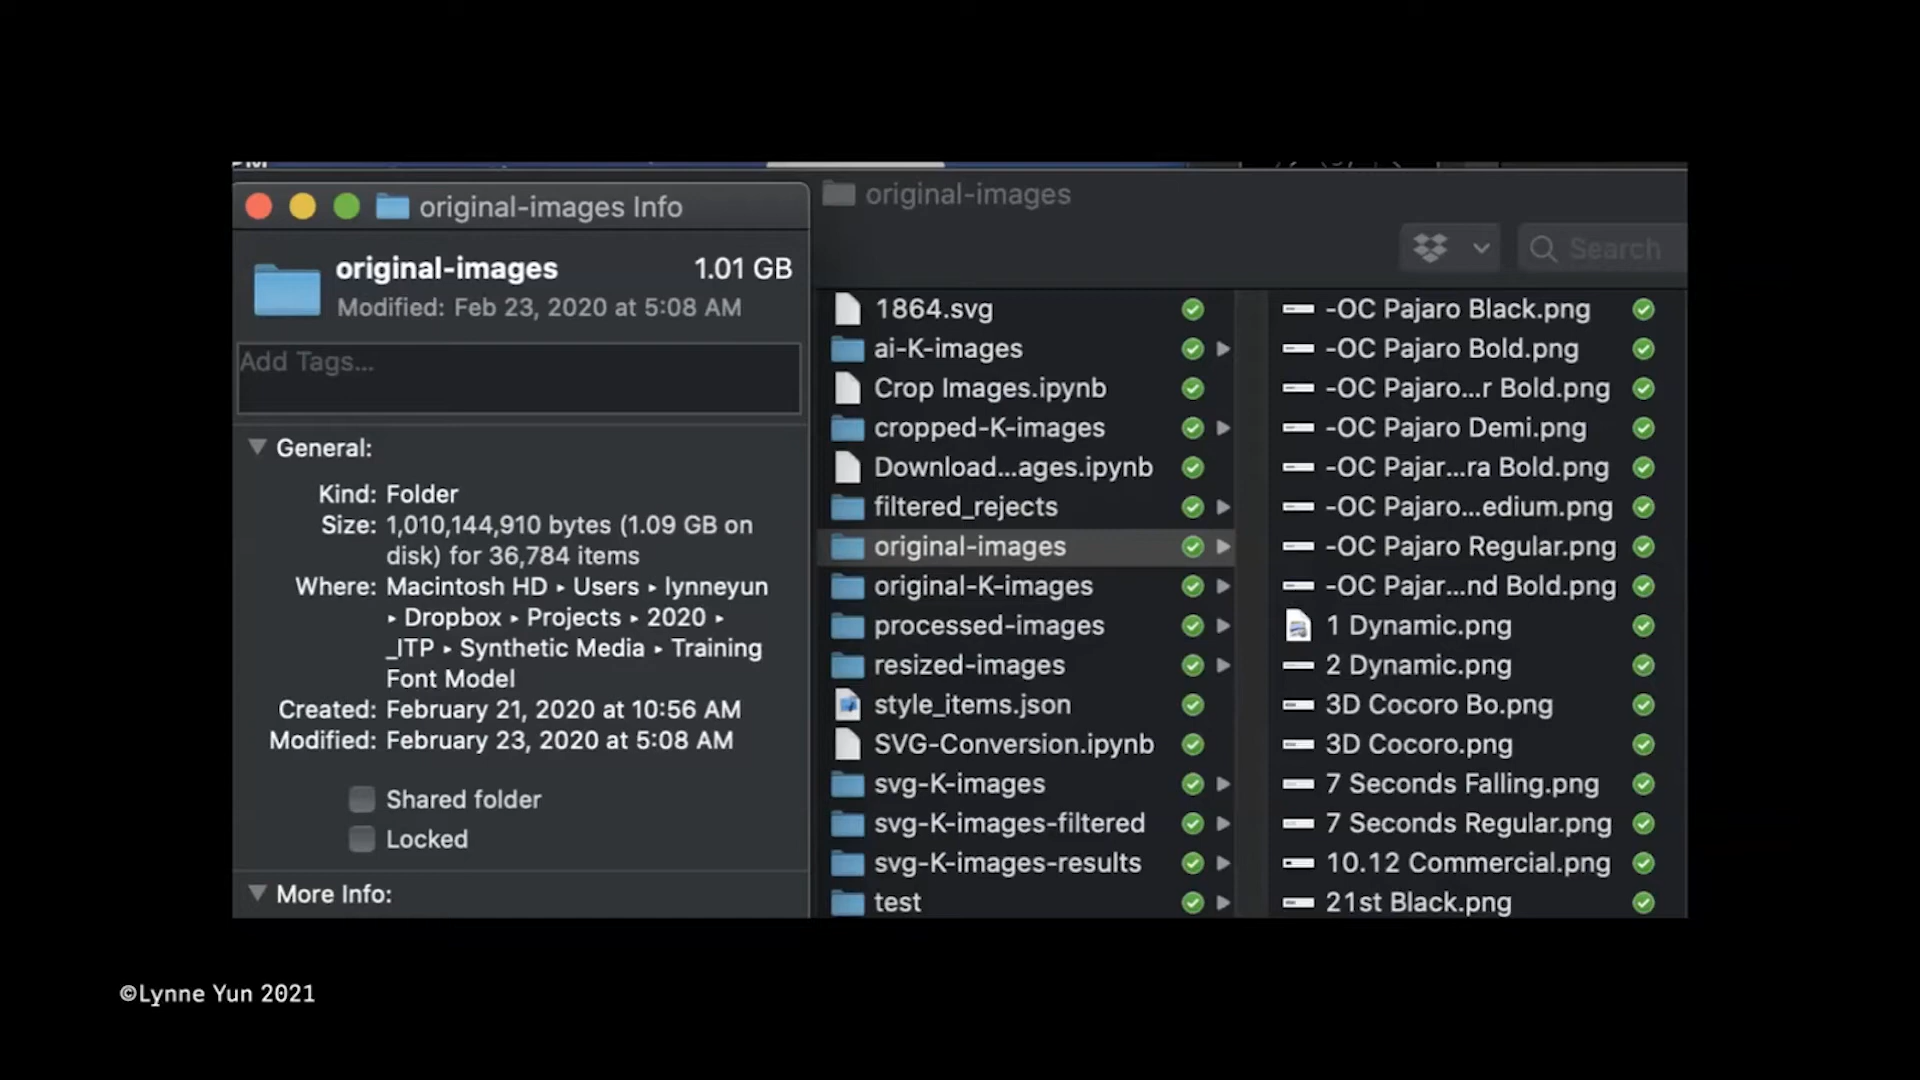 original-images Info
original-images 1.01 GB
Modified: Feb 23, 2020 at 5:08 AM
Add Tags...
General:
Kind: Folder
Size: 1,010,144,910 bytes (1.09 GB on
disk) for 36,784 items
Where: Macintosh HD ▸ Users ▸ lynneyun
▸ Dropbox ▸ Projects ▸ 2020 ▸
_ITP ▸ Synthetic Media ▸ Training
Font Model
Created: February 21, 2020 at 10:56 AM
Modified: February 23, 2020 at 5:08 AM
Shared folder
Locked
More Info:
original-images
Search
1864.svg
ai-K-images
Crop Images.ipynb
cropped-K-images
Download...ages.ipynb
filtered_rejects
original-images
original-K-images
processed-images
resized-images
style_items.json
SVG-Conversion.ipynb
svg-K-images
svg-K-images-filtered
svg-K-images-results
test
-OC Pajaro Black.png
-OC Pajaro Bold.png
-OC Pajaro...r Bold.png
-OC Pajaro Demi.png
-OC Pajar...ra Bold.png
-OC Pajaro...edium.png
-OC Pajaro Regular.png
-OC Pajar...nd Bold.png
1 Dynamic.png
2 Dynamic.png
3D Cocoro Bo.png
3D Cocoro.png
7 Seconds Falling.png
7 Seconds Regular.png
10.12 Commercial.png
21st Black.png
©Lynne Yun 2021